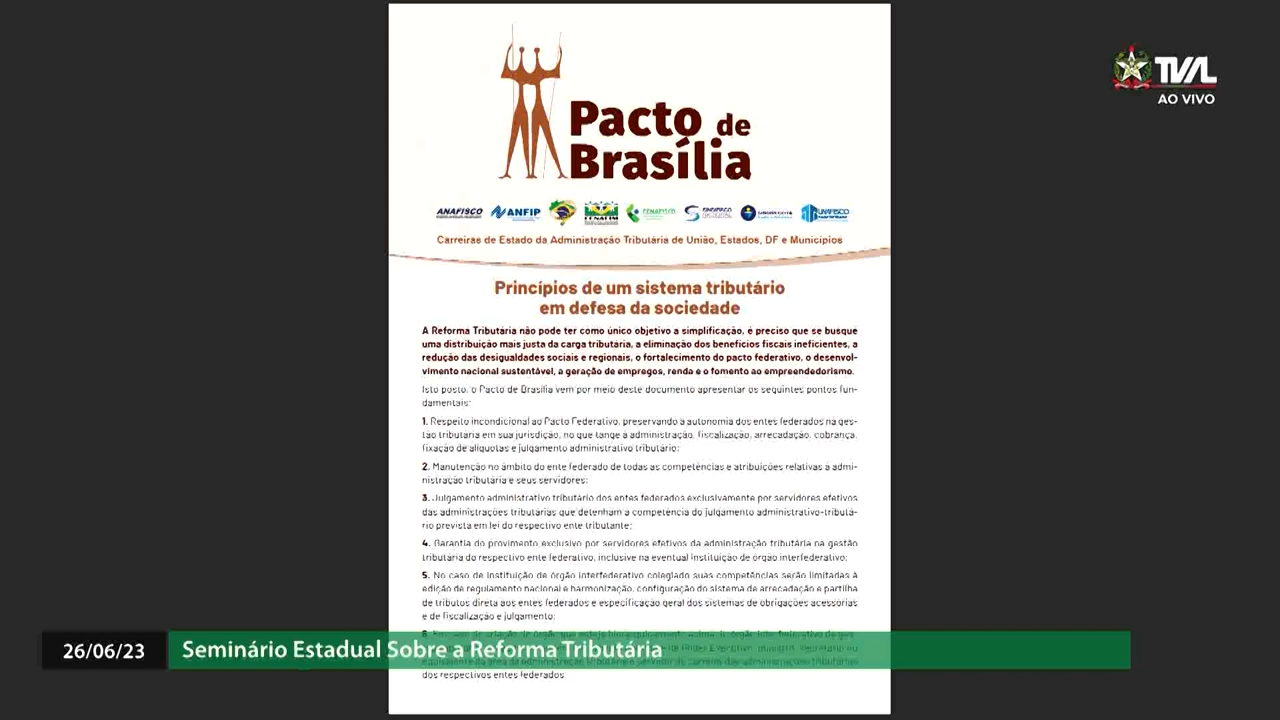 TVAL
AO VIVO
Pacto de
Brasília
ANAFISCO ANFIP FENAFIM FENAFISCO UNAFISCO
Carreiras de Estado da Administração Tributária de União, Estados, DF e Municípios
Princípios de um sistema tributário
em defesa da sociedade
A Reforma Tributária não pode ter como único objetivo a simplificação, é preciso que se busque
uma distribuição mais justa da carga tributária, a eliminação dos benefícios fiscais ineficientes, a
redução das desigualdades sociais e regionais, o fortalecimento do pacto federativo, o desenvol-
vimento nacional sustentável, a geração de empregos, renda e o fomento ao empreendedorismo.
Isto posto, o Pacto de Brasília vem por meio deste documento apresentar os seguintes pontos fun-
damentais:
1. Respeito incondicional ao Pacto Federativo, preservando a autonomia dos entes federados na ges-
tão tributária em sua jurisdição, no que tange à administração, fiscalização, arrecadação, cobrança,
fixação de alíquotas e julgamento administrativo tributário;
2. Manutenção no âmbito do ente federado de todas as competências e atribuições relativas à admi-
nistração tributária e seus servidores;
3. Julgamento administrativo tributário dos entes federados exclusivamente por servidores efetivos
das administrações tributárias que detenham a competência do julgamento administrativo-tributá-
rio prevista em lei do respectivo ente tributante;
4. Garantia do provimento exclusivo por servidores efetivos da administração tributária na gestão
tributária do respectivo ente federativo, inclusive na eventual instituição de órgão interfederativo;
5. No caso de instituição de órgão interfederativo colegiado suas competências serão limitadas à
edição de regulamento nacional e harmonização, configuração do sistema de arrecadação e partilha
de tributos direta aos entes federados e especificação geral dos sistemas de obrigações acessórias
e de fiscalização e julgamento;
6.
26/06/23 Seminário Estadual Sobre a Reforma Tributária
dos respectivos entes federados